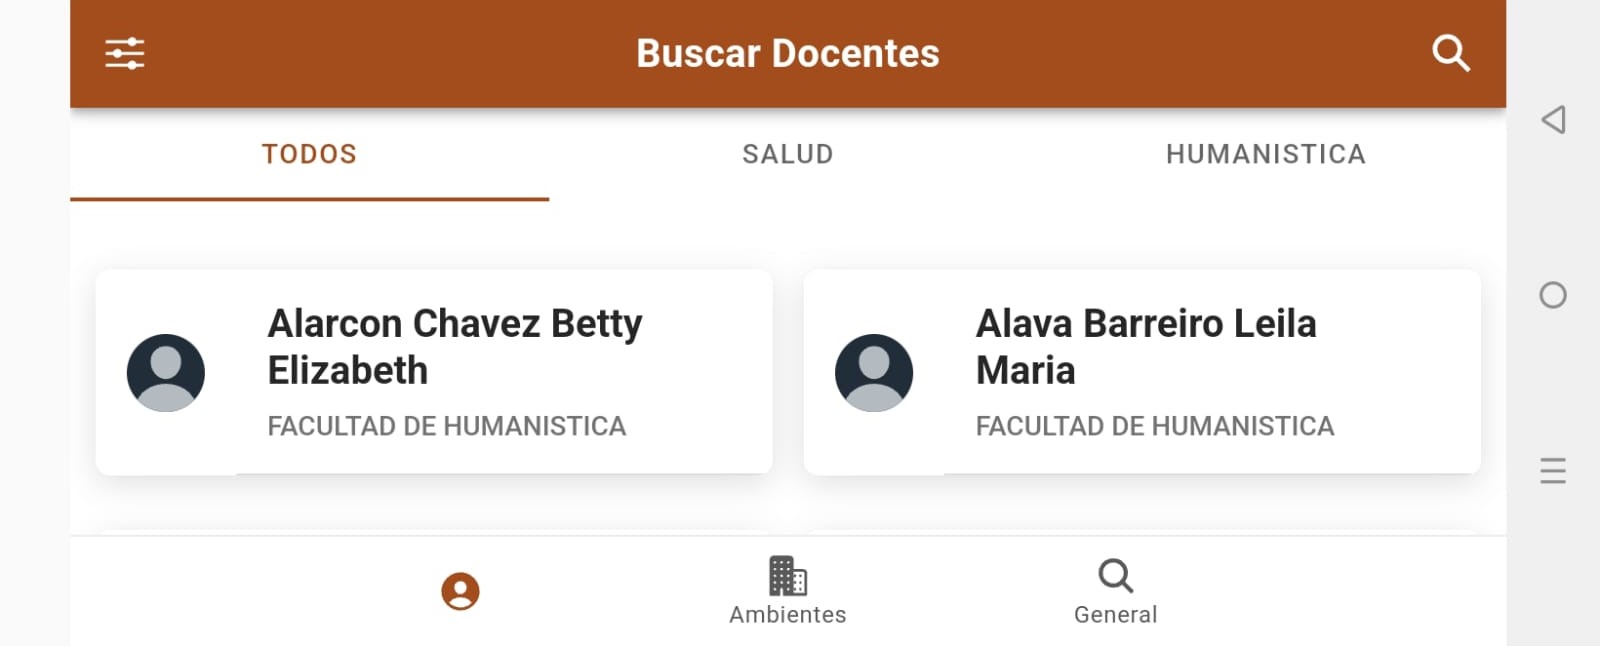 Buscar Docentes
TODOS
SALUD
HUMANISTICA
Alarcon Chavez Betty
Elizabeth
FACULTAD DE HUMANISTICA
Alava Barreiro Leila
Maria
FACULTAD DE HUMANISTICA
Ambientes
General